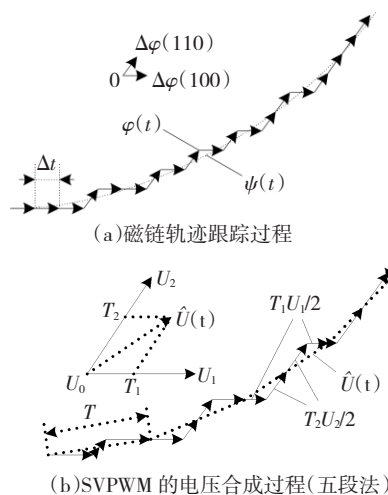 Δφ(110)
0
Δφ(100)
φ(t)
Δt
ψ(t)
(a)磁链轨迹跟踪过程
U₂
T₂
Û(t)
T₁U₁/2
U₀
T₁
U₁
T
Û(t)
T₂U₂/2
(b)SVPWM 的电压合成过程(五段法)